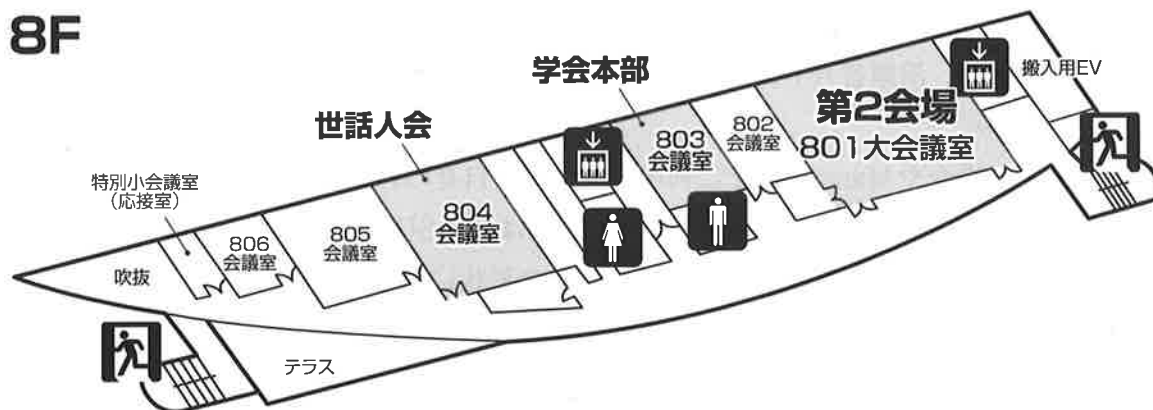 8F
搬入用EV
学会本部
第2会場
801大会議室
802
会議室
803
会議室
世話人会
804
会議室
特別小会議室
（応接室）
805
会議室
806
会議室
吹抜
テラス